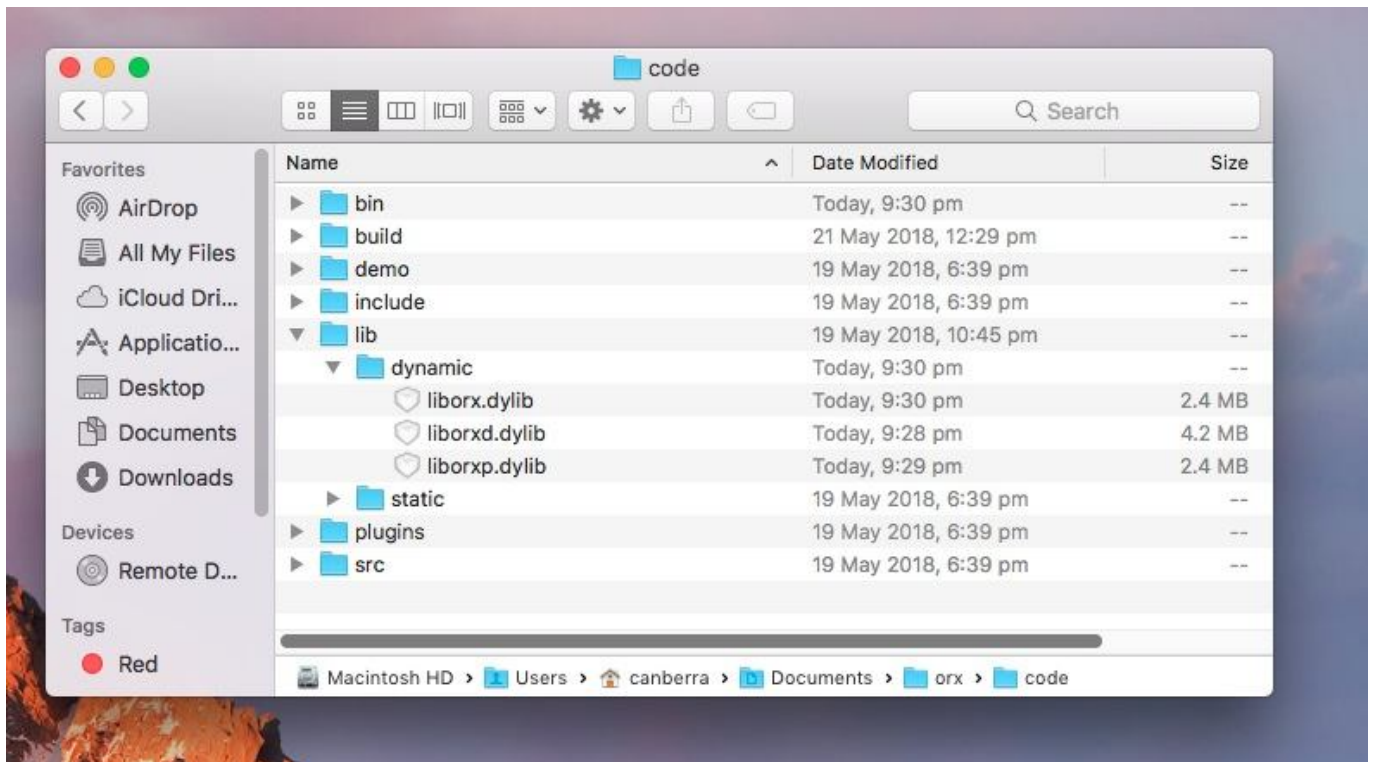 code
Search
Favorites
AirDrop
All My Files
iCloud Dri...
Applicatio...
Desktop
Documents
Downloads
Devices
Remote D...
Tags
Red
Name Date Modified Size
bin Today, 9:30 pm --
build 21 May 2018, 12:29 pm --
demo 19 May 2018, 6:39 pm --
include 19 May 2018, 6:39 pm --
lib 19 May 2018, 10:45 pm --
dynamic Today, 9:30 pm --
liborx.dylib Today, 9:30 pm 2.4 MB
liborxd.dylib Today, 9:28 pm 4.2 MB
liborxp.dylib Today, 9:29 pm 2.4 MB
static 19 May 2018, 6:39 pm --
plugins 19 May 2018, 6:39 pm --
src 19 May 2018, 6:39 pm --
Macintosh HD › Users › canberra › Documents › orx › code